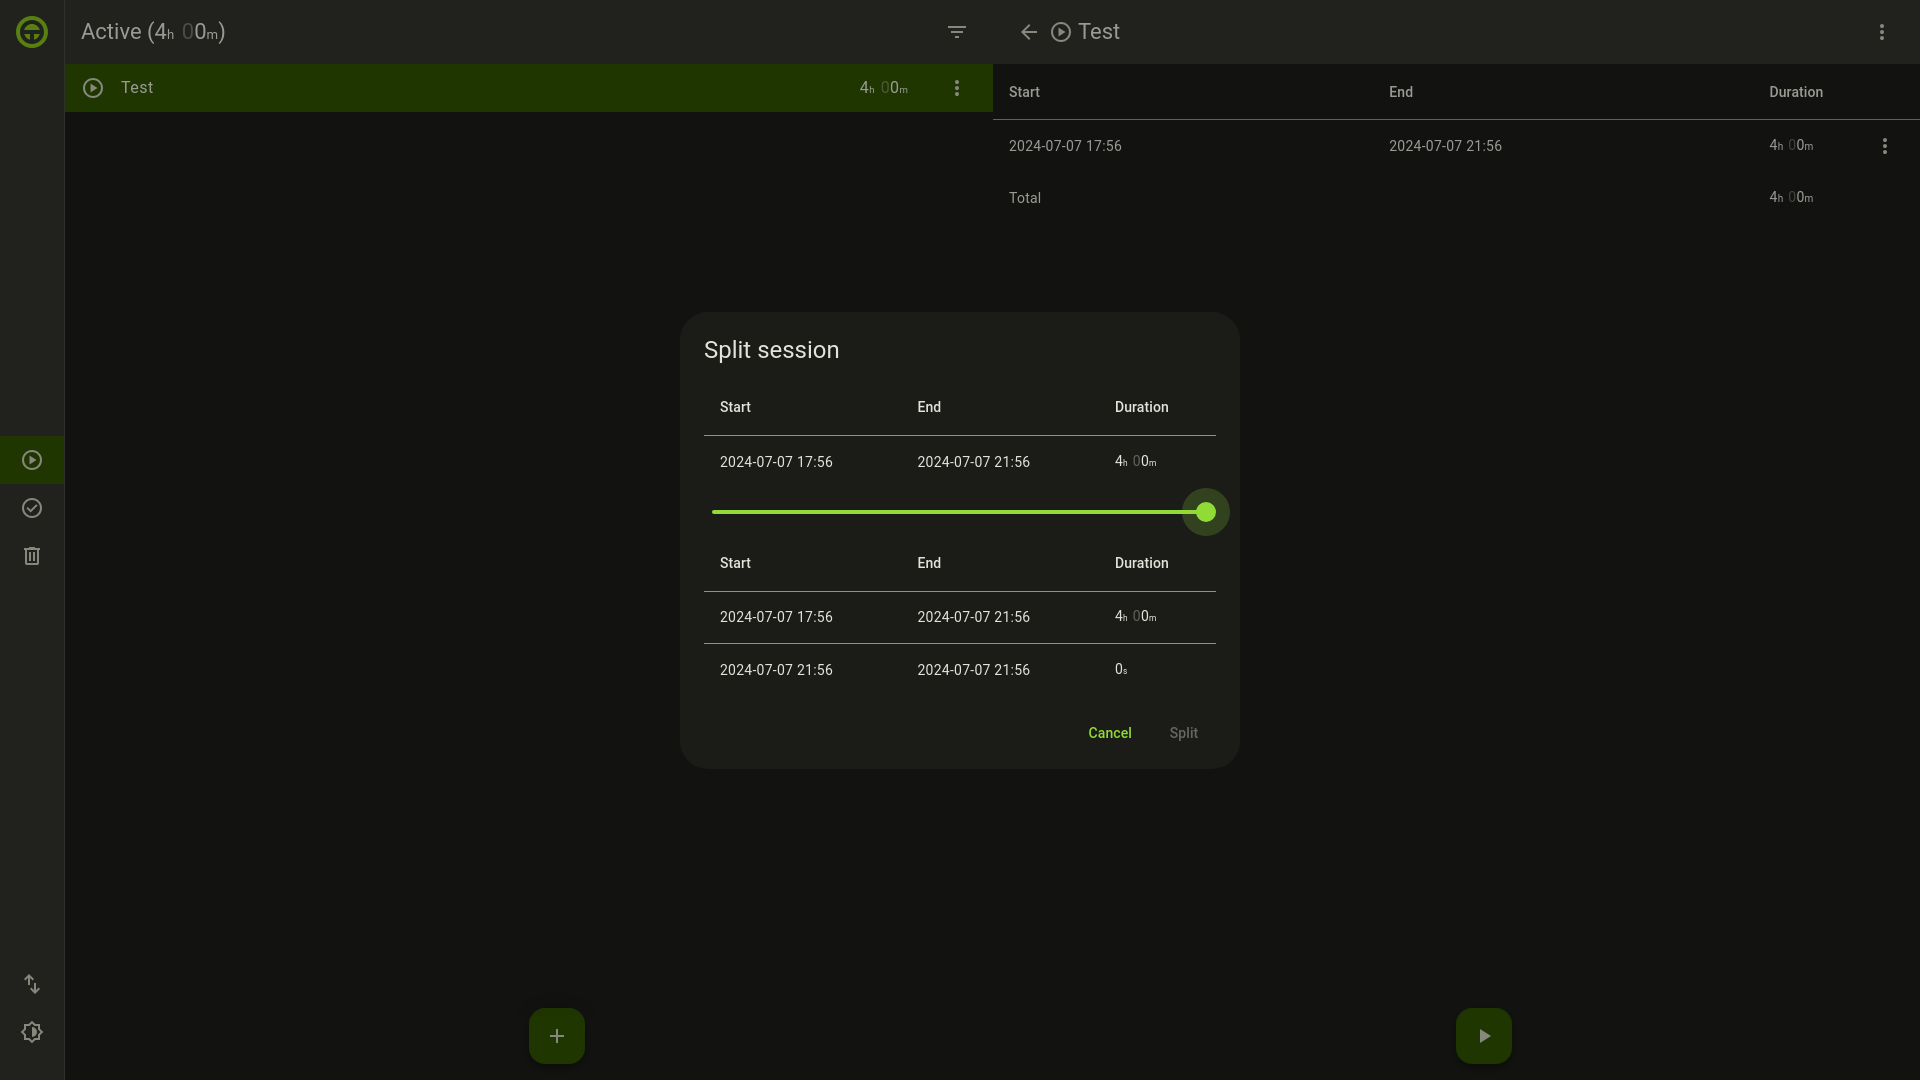 Active (4h 00m)
Test
Test 4h 00m
Start End Duration
2024-07-07 17:56 2024-07-07 21:56 4h 00m
Total 4h 00m
Split session
Start End Duration
2024-07-07 17:56 2024-07-07 21:56 4h 00m
Start End Duration
2024-07-07 17:56 2024-07-07 21:56 4h 00m
2024-07-07 21:56 2024-07-07 21:56 0s
Cancel Split